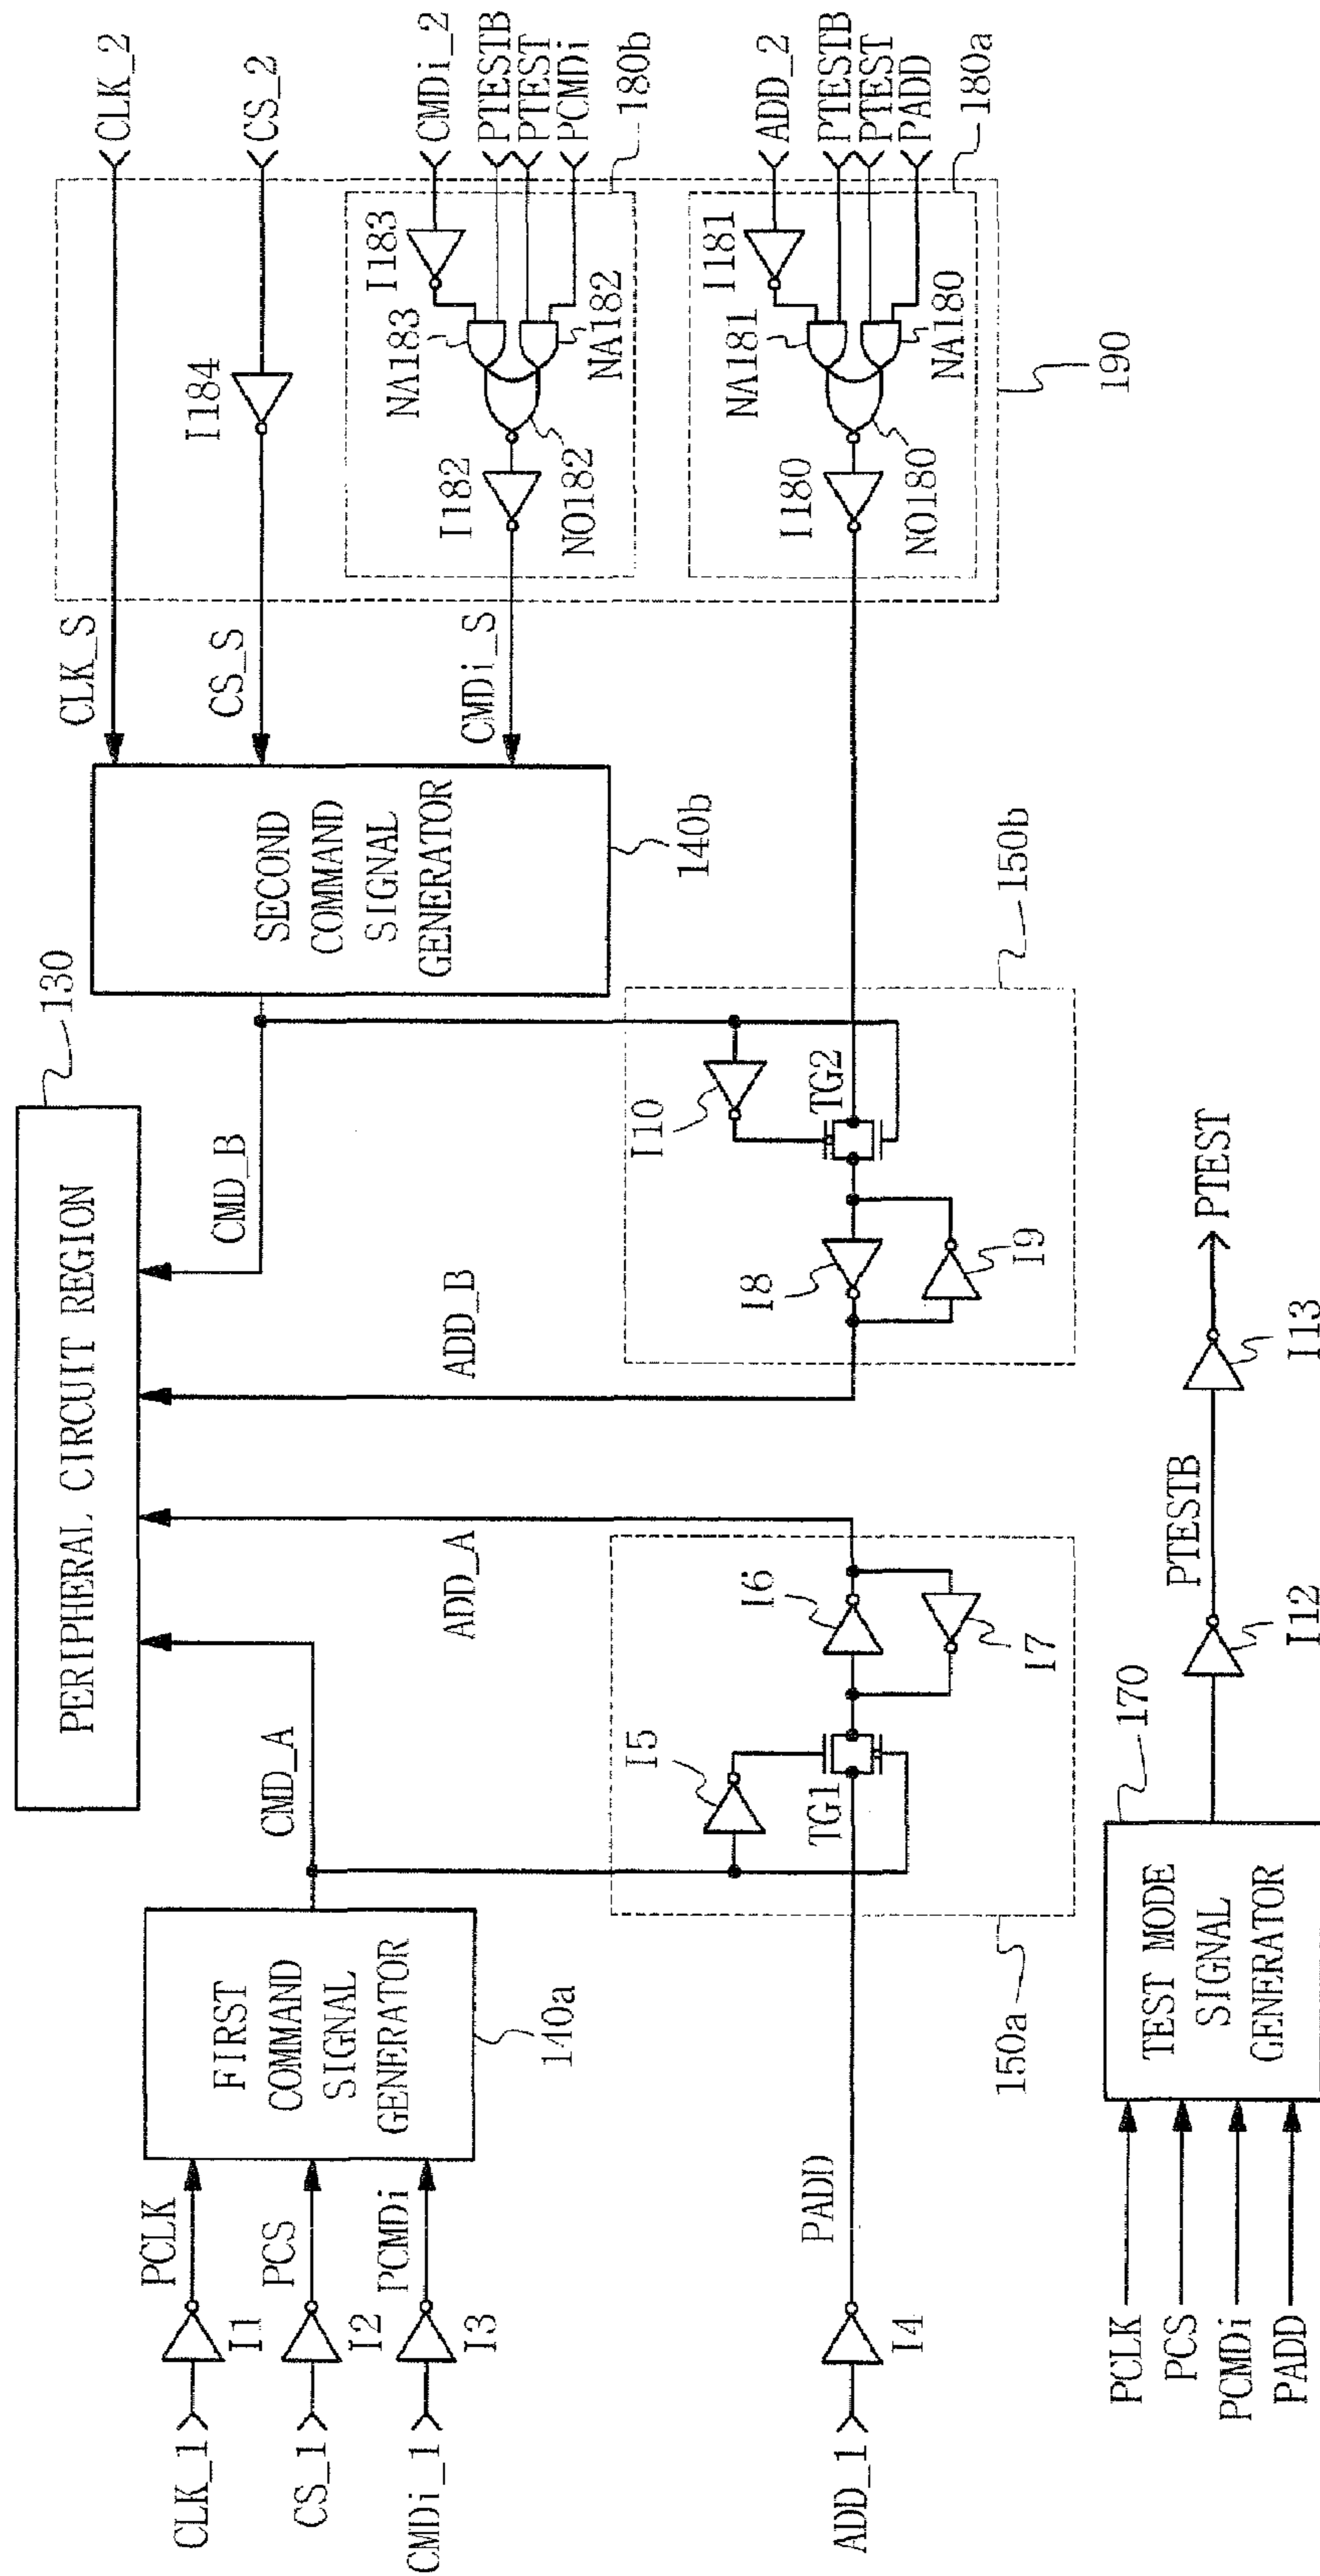 PERIPHERAL CIRCUIT REGION
130
CMD_A
ADD_A
ADD_B
CMD_B
CLK_1
CS_1
CMDi_1
I1
I2
I3
PCLK
PCS
PCMDi
FIRST
COMMAND
SIGNAL
GENERATOR
140a
SECOND
COMMAND
SIGNAL
GENERATOR
140b
CLK_S
CS_S
CMDi_S
I184
CLK_2
CS_2
CMDi_2
PTESTB
PTEST
PCMDi
180b
I183
NA183
NA182
I182
NO182
ADD_2
PTESTB
PTEST
PADD
180a
I181
NA181
NA180
I180
NO180
190
ADD_1
I4
PADD
I5
TG1
I6
I7
150a
I8
I9
I10
TG2
150b
PCLK
PCS
PCMDi
PADD
TEST MODE
SIGNAL
GENERATOR
170
I12
PTESTB
I13
PTEST